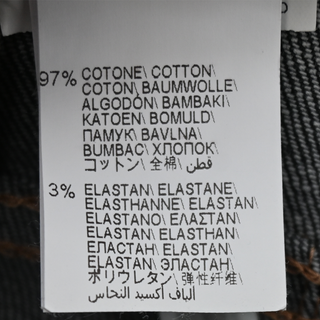 97% COTONE\ COTTON\
COTON\ BAUMWOLLE\
ALGODÓN\ BAMBAKI\
KATOEN\ BOMULD\
ПАМУК\ BAVLNA\
BUMBAC\ ХЛОПОК\
コットン\ 全棉\ قطن\
3% ELASTAN\ ELASTANE\
ELASTHANNE\ ELASTAN\
ELASTANO\ ΕΛΑΣΤΑΝ\
ELASTAN\ ELASTHAN\
ЕЛАСТАН\ ELASTAN\
ELASTAN\ ЭЛАСТАН\
ポリウレタン\ 弹性纤维\
ألياف أكسيد النحاس\